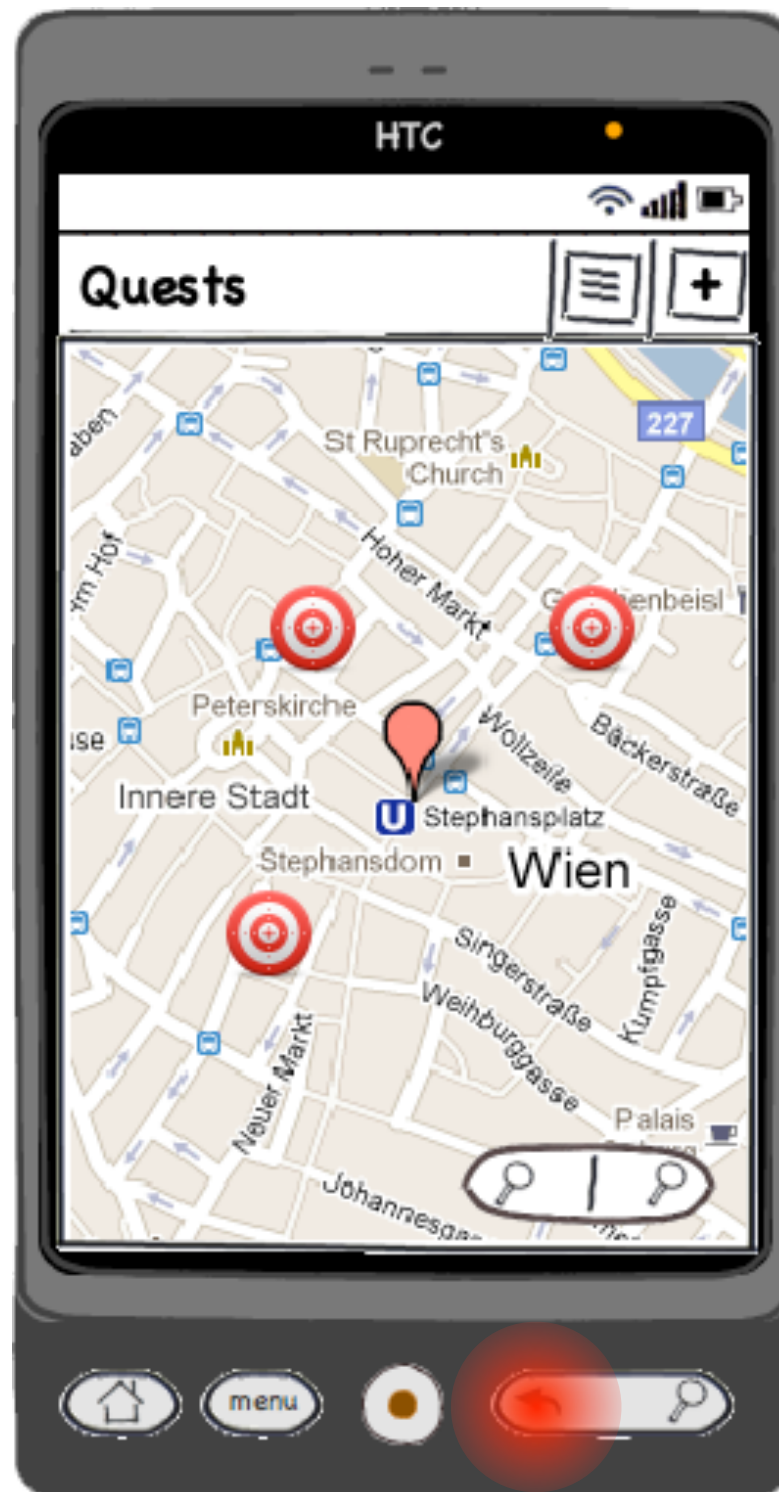 HTC
Quests
227
St Ruprecht's
Church
Hoher Markt
Peterskirche
Wollzeile
Bäckerstraße
Innere Stadt
U Stephansplatz
Stephansdom
Wien
Singerstraße
Kumpfgasse
Weihburggasse
Neuer Markt
Palais
menu